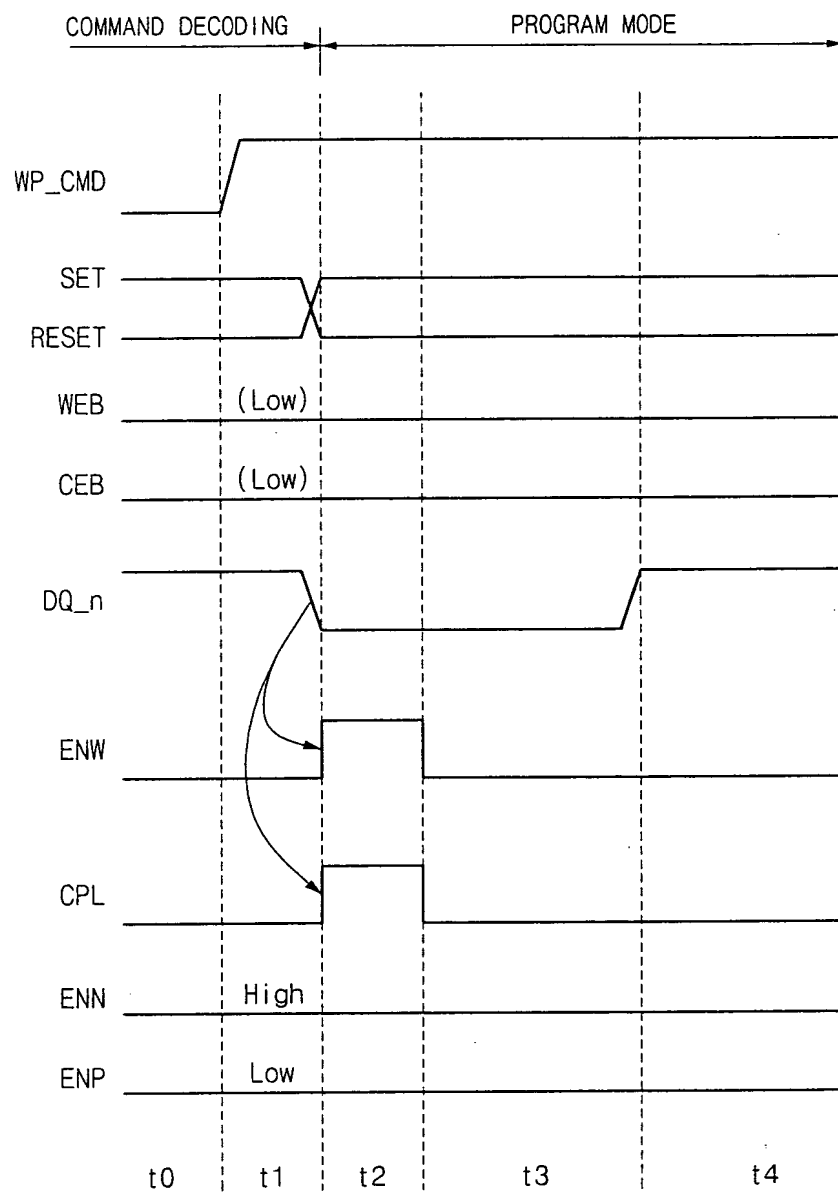 COMMAND DECODING PROGRAM MODE
WP_CMD
SET
RESET
WEB (Low)
CEB (Low)
DQ_n
ENW
CPL
ENN High
ENP Low
t0 t1 t2 t3 t4